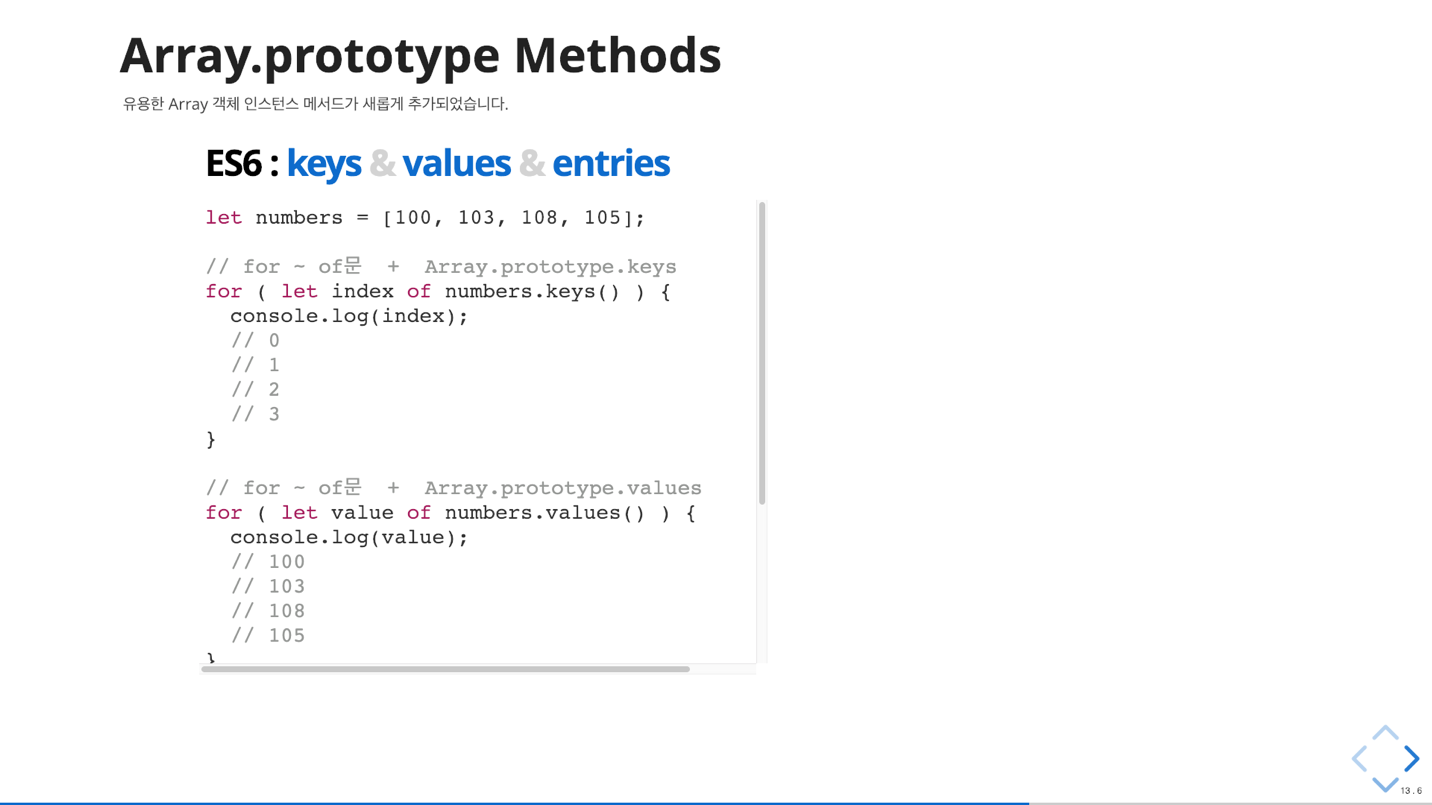 Array.prototype Methods
유용한 Array 객체 인스턴스 메서드가 새롭게 추가되었습니다.
ES6 : keys & values & entries
let numbers = [100, 103, 108, 105];
// for ~ of문  +  Array.prototype.keys
for ( let index of numbers.keys() ) {
  console.log(index);
  // 0
  // 1
  // 2
  // 3
}
// for ~ of문  +  Array.prototype.values
for ( let value of numbers.values() ) {
  console.log(value);
  // 100
  // 103
  // 108
  // 105
}
13 . 6